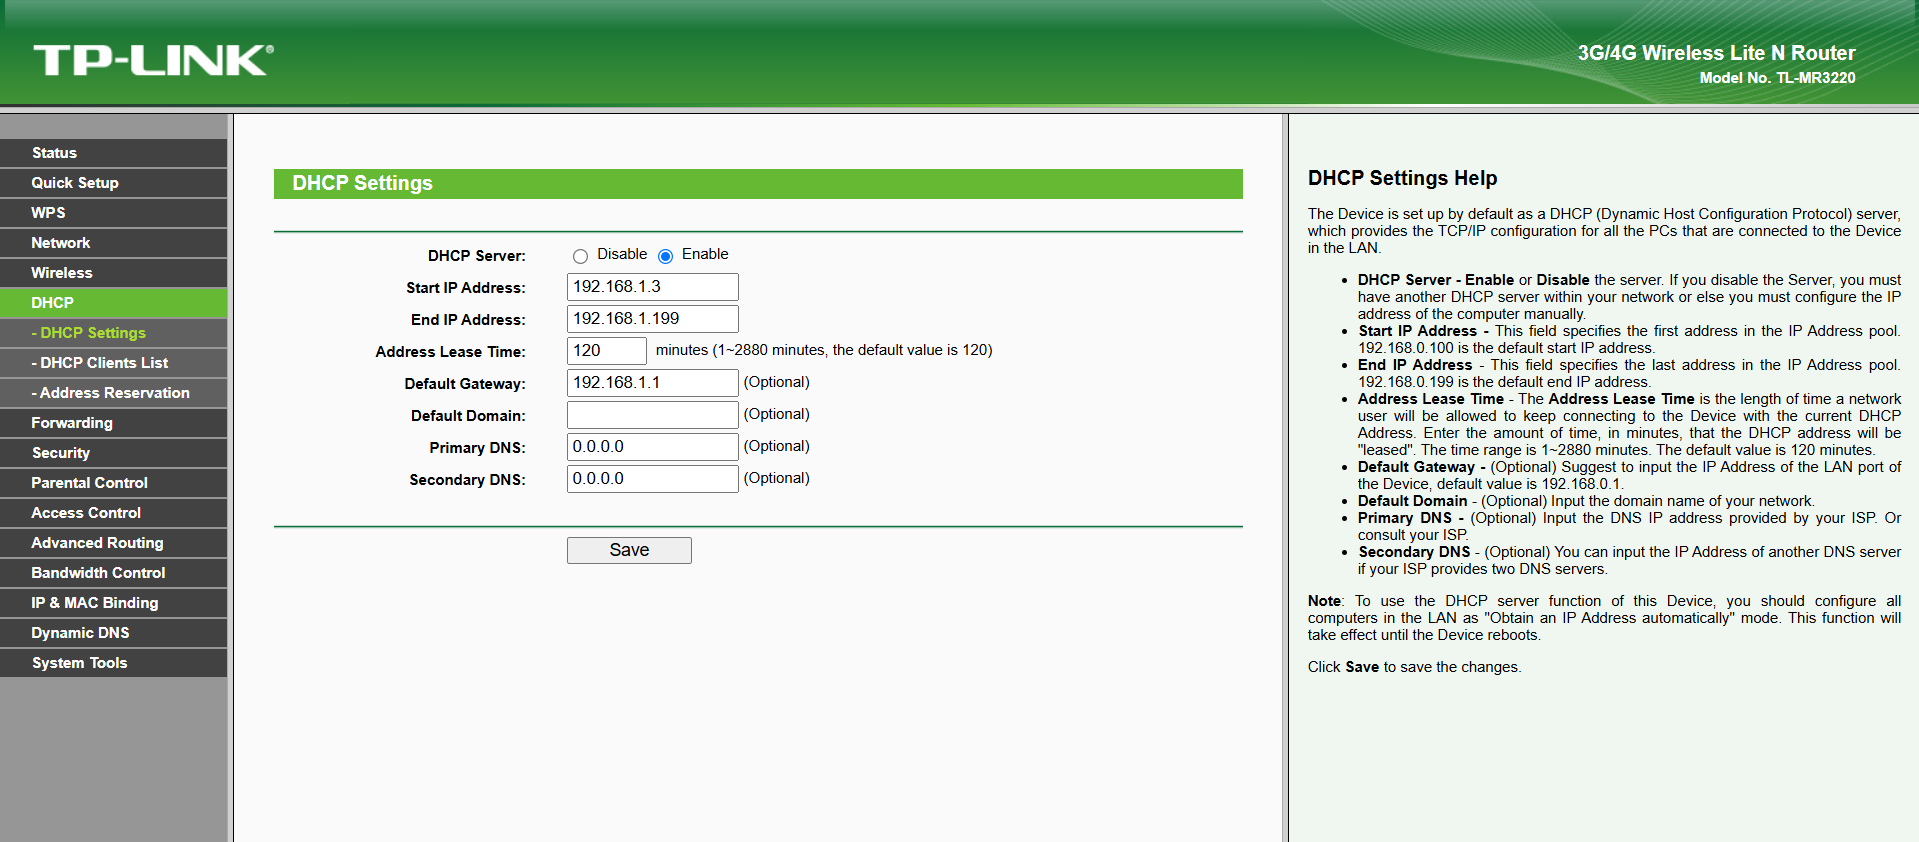 TP-LINK®
3G/4G Wireless Lite N Router
Model No. TL-MR3220
Status
Quick Setup
WPS
Network
Wireless
DHCP
- DHCP Settings
- DHCP Clients List
- Address Reservation
Forwarding
Security
Parental Control
Access Control
Advanced Routing
Bandwidth Control
IP & MAC Binding
Dynamic DNS
System Tools
DHCP Settings
DHCP Server: Disable Enable
Start IP Address: 192.168.1.3
End IP Address: 192.168.1.199
Address Lease Time: 120 minutes (1~2880 minutes, the default value is 120)
Default Gateway: 192.168.1.1 (Optional)
Default Domain: (Optional)
Primary DNS: 0.0.0.0 (Optional)
Secondary DNS: 0.0.0.0 (Optional)
Save
DHCP Settings Help
The Device is set up by default as a DHCP (Dynamic Host Configuration Protocol) server,
which provides the TCP/IP configuration for all the PCs that are connected to the Device
in the LAN.
• DHCP Server - Enable or Disable the server. If you disable the Server, you must
have another DHCP server within your network or else you must configure the IP
address of the computer manually.
• Start IP Address - This field specifies the first address in the IP Address pool.
192.168.0.100 is the default start IP address.
• End IP Address - This field specifies the last address in the IP Address pool.
192.168.0.199 is the default end IP address.
• Address Lease Time - The Address Lease Time is the length of time a network
user will be allowed to keep connecting to the Device with the current DHCP
Address. Enter the amount of time, in minutes, that the DHCP address will be
"leased". The time range is 1~2880 minutes. The default value is 120 minutes.
• Default Gateway - (Optional) Suggest to input the IP Address of the LAN port of
the Device, default value is 192.168.0.1.
• Default Domain - (Optional) Input the domain name of your network.
• Primary DNS - (Optional) Input the DNS IP address provided by your ISP. Or
consult your ISP.
• Secondary DNS - (Optional) You can input the IP Address of another DNS server
if your ISP provides two DNS servers.
Note: To use the DHCP server function of this Device, you should configure all
computers in the LAN as "Obtain an IP Address automatically" mode. This function will
take effect until the Device reboots.
Click Save to save the changes.